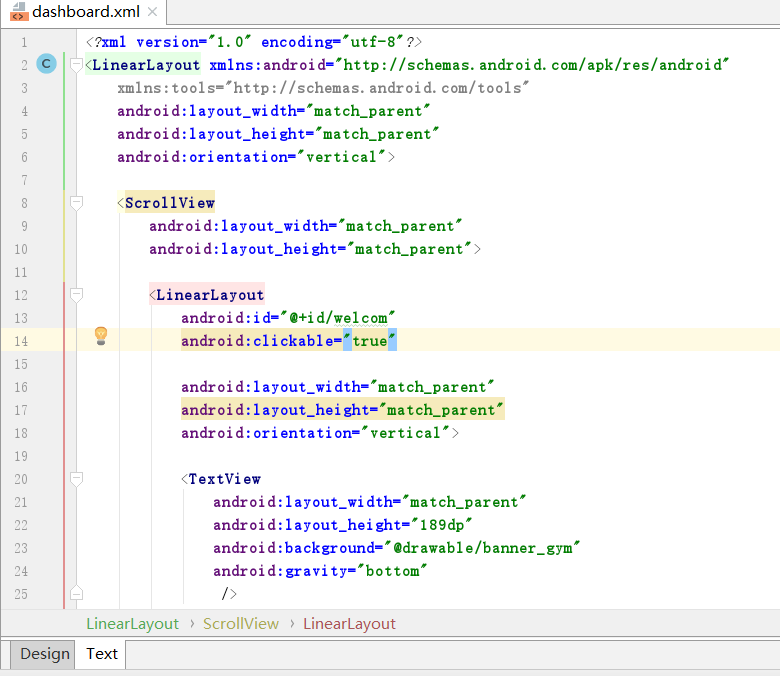 dashboard.xml
1 <?xml version="1.0" encoding="utf-8"?>
2 C <LinearLayout xmlns:android="http://schemas.android.com/apk/res/android"
3 xmlns:tools="http://schemas.android.com/tools"
4 android:layout_width="match_parent"
5 android:layout_height="match_parent"
6 android:orientation="vertical">
7
8 <ScrollView
9 android:layout_width="match_parent"
10 android:layout_height="match_parent">
11
12 <LinearLayout
13 android:id="@+id/welcom"
14 android:clickable="true"
15
16 android:layout_width="match_parent"
17 android:layout_height="match_parent"
18 android:orientation="vertical">
19
20 <TextView
21 android:layout_width="match_parent"
22 android:layout_height="189dp"
23 android:background="@drawable/banner_gym"
24 android:gravity="bottom"
25 />
LinearLayout › ScrollView › LinearLayout
Design Text